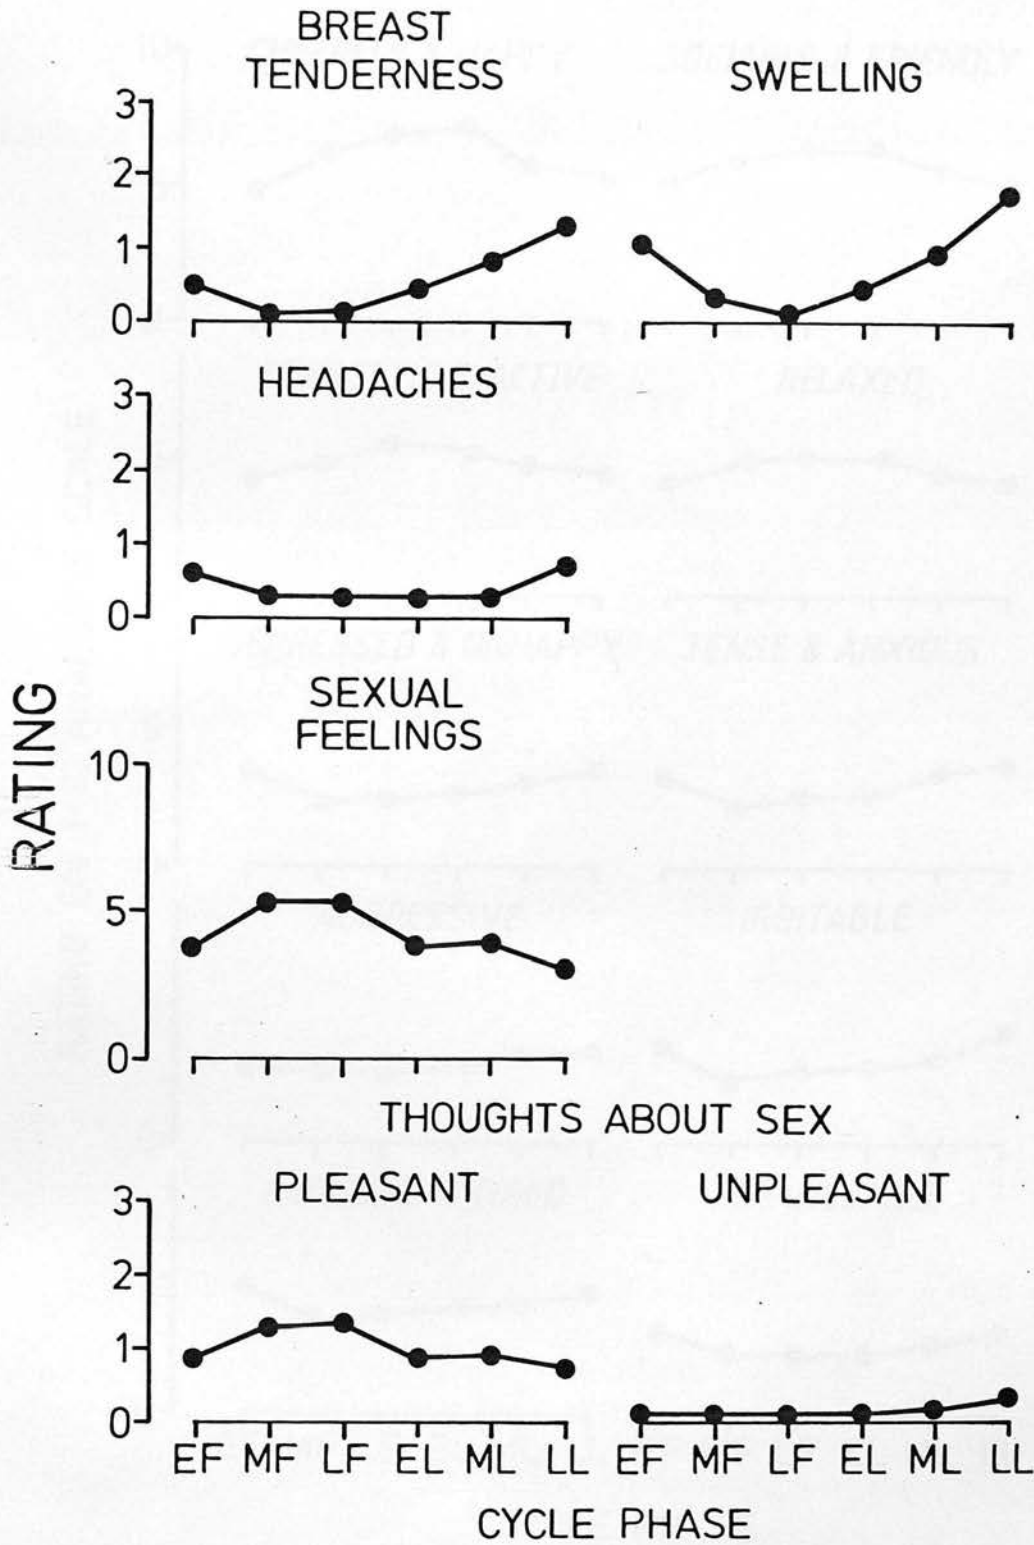 BREAST
TENDERNESS
SWELLING
3
2
1
0
HEADACHES
3
2
1
0
SEXUAL
FEELINGS
RATING
10
5
0
THOUGHTS ABOUT SEX
PLEASANT
UNPLEASANT
3
2
1
0
EF MF LF EL ML LL
EF MF LF EL ML LL
CYCLE PHASE